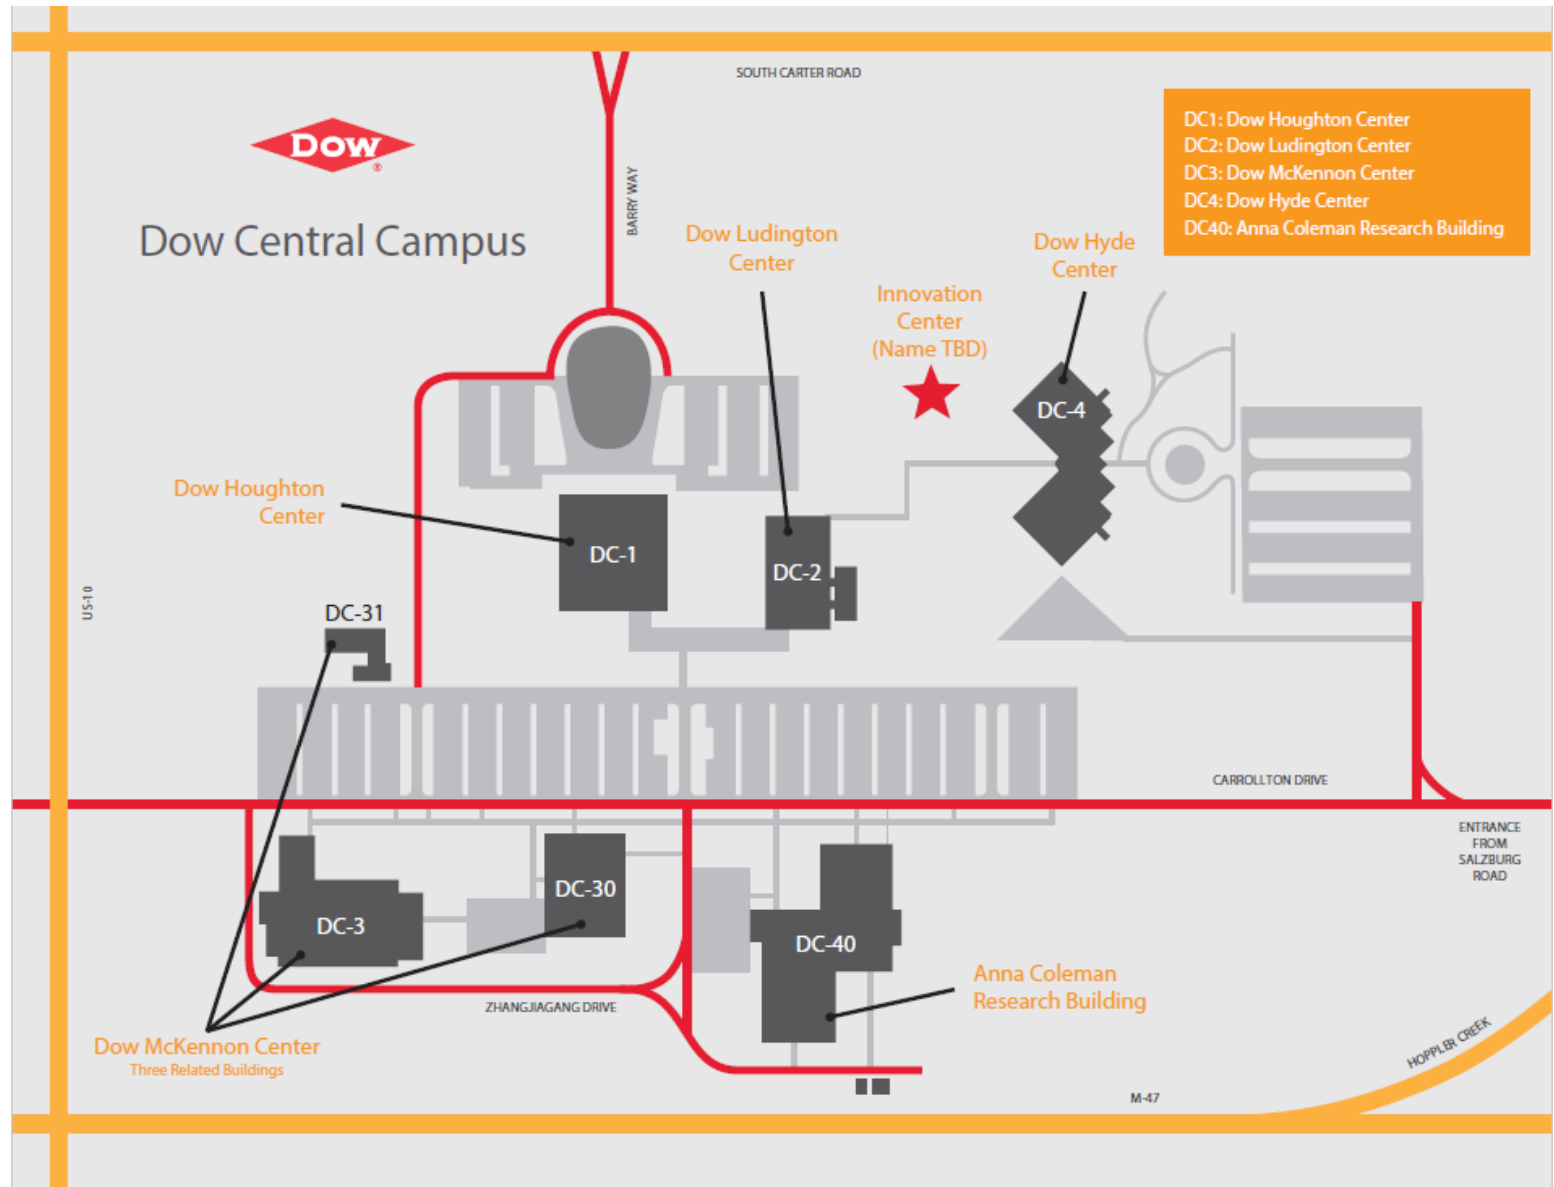 SOUTH CARTER ROAD
DOW
®
Dow Central Campus
BARRY WAY
DC1: Dow Houghton Center
DC2: Dow Ludington Center
DC3: Dow McKennon Center
DC4: Dow Hyde Center
DC40: Anna Coleman Research Building
Dow Ludington
Center
Dow Hyde
Center
Innovation
Center
(Name TBD)
DC-4
Dow Houghton
Center
DC-1
DC-2
US-10
DC-31
CARROLLTON DRIVE
ENTRANCE
FROM
SALZBURG
ROAD
DC-30
DC-3
DC-40
Anna Coleman
Research Building
ZHANGJIAGANG DRIVE
Dow McKennon Center
Three Related Buildings
HOPPLER CREEK
M-47